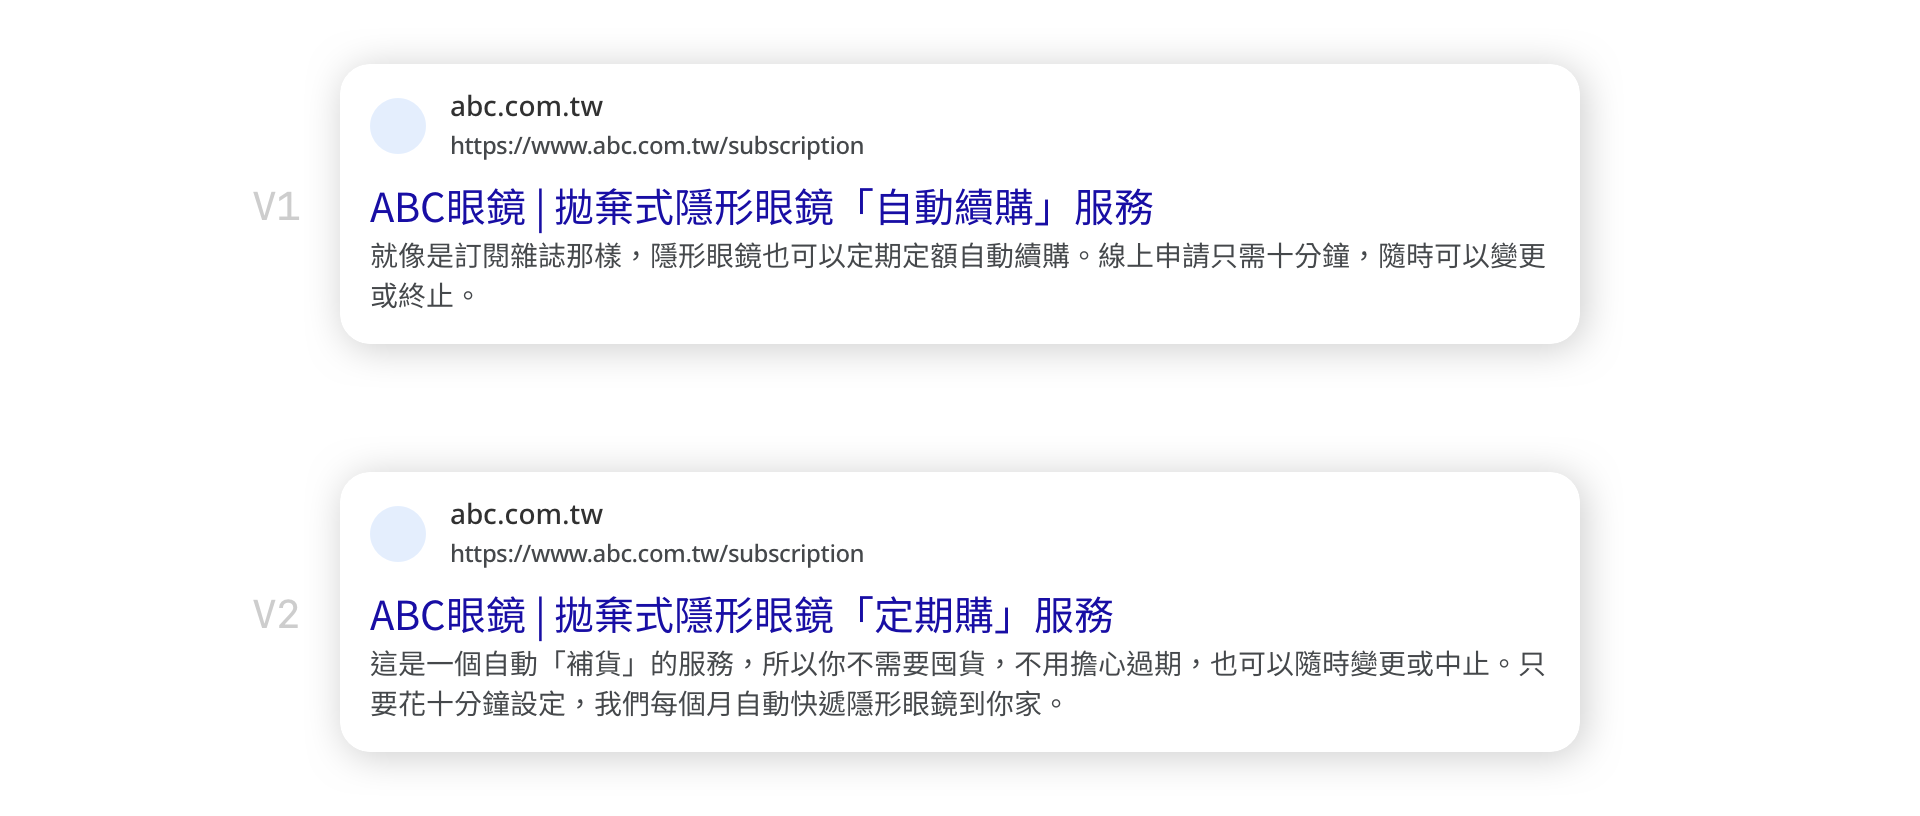 V1
abc.com.tw
https://www.abc.com.tw/subscription
ABC眼鏡 | 拋棄式隱形眼鏡「自動續購」服務
就像是訂閱雜誌那樣，隱形眼鏡也可以定期定額自動續購。線上申請只需十分鐘，隨時可以變更
或終止。
V2
abc.com.tw
https://www.abc.com.tw/subscription
ABC眼鏡 | 拋棄式隱形眼鏡「定期購」服務
這是一個自動「補貨」的服務，所以你不需要囤貨，不用擔心過期，也可以隨時變更或中止。只
要花十分鐘設定，我們每個月自動快遞隱形眼鏡到你家。